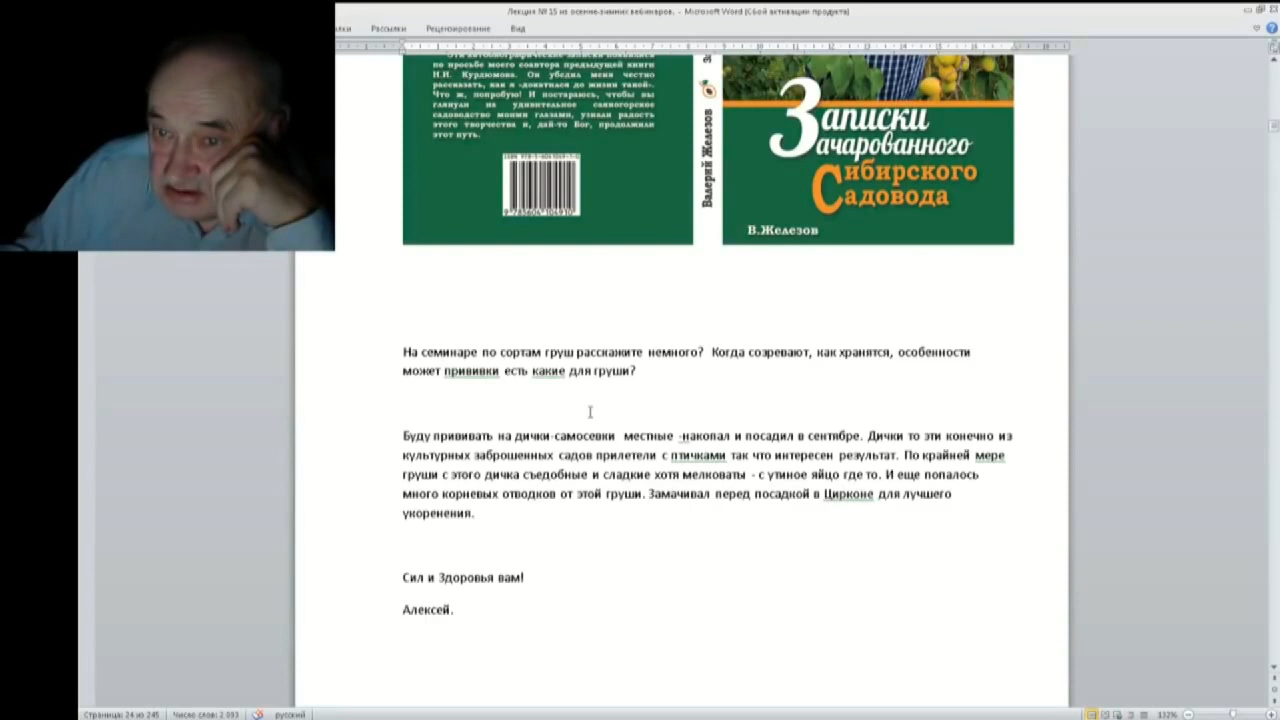 Лекция № 15 из осенне-зимних вебинаров. - Microsoft Word (Сбой активации продукта)
Рассылки Рецензирование Вид
по просьбе моего соавтора предыдущей книги
Н.И. Курдюмова. Он убедил меня честно
рассказать, как я «докатился до жизни такой».
Что ж, попробую! И постараюсь, чтобы вы
глянули на удивительное саяногорское
садоводство моими глазами, узнали радость
этого творчества и, дай-то Бог, продолжили
этот путь.
Валерий Железов
Записки
Зачарованного
Сибирского
Садовода
В.Железов
На семинаре по сортам груш расскажите немного? Когда созревают, как хранятся, особенности
может прививки есть какие для груши?
Буду прививать на дички-самосевки местные -накопал и посадил в сентябре. Дички то эти конечно из
культурных заброшенных садов прилетели с птичками так что интересен результат. По крайней мере
груши с этого дичка съедобные и сладкие хотя мелковаты - с утиное яйцо где то. И еще попалось
много корневых отводков от этой груши. Замачивал перед посадкой в Цирконе для лучшего
укоренения.
Сил и Здоровья вам!
Алексей.
Страница: 24 из 245 Число слов: 2 093 русский 132%